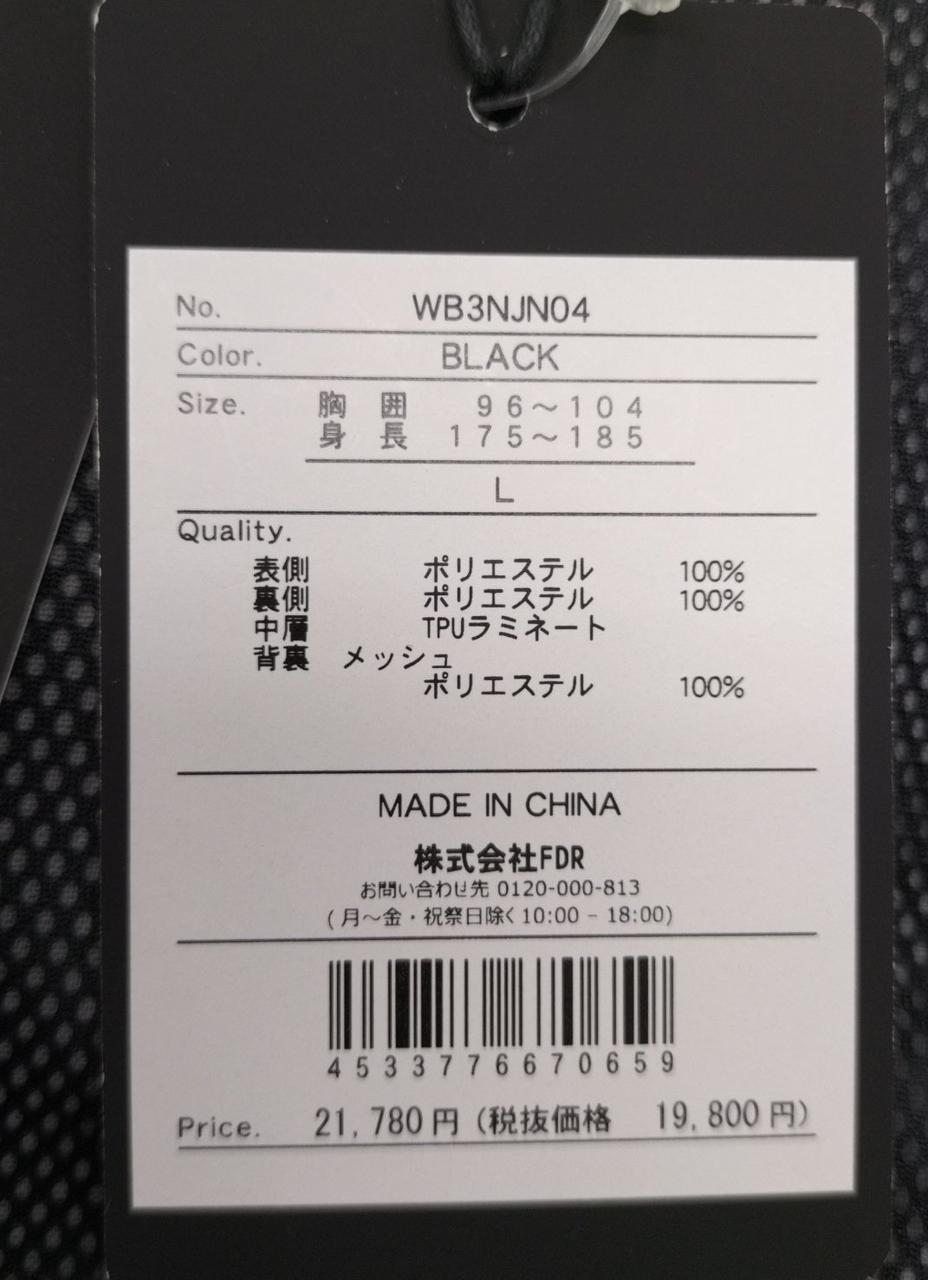 No. WB3NJN04
Color. BLACK
Size. 胸囲 96～104
身長 175～185
L
Quality.
表側 ポリエステル 100%
裏側 ポリエステル 100%
中層 TPUラミネート
背裏 メッシュ
ポリエステル 100%
MADE IN CHINA
株式会社FDR
お問い合わせ先 0120-000-813
(月～金・祝祭日除く 10:00 - 18:00)
4533776670659
Price. 21,780円 (税抜価格 19,800円)